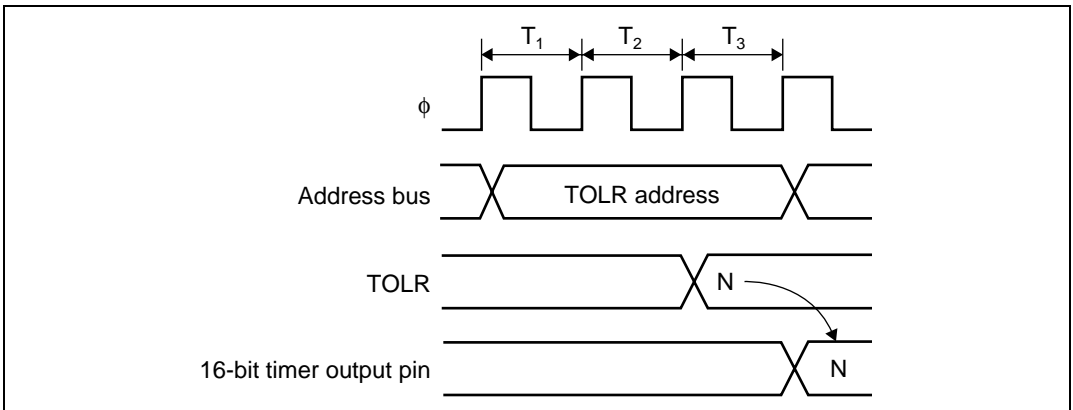 T₁ T₂ T₃
φ
Address bus TOLR address
TOLR N
16-bit timer output pin N